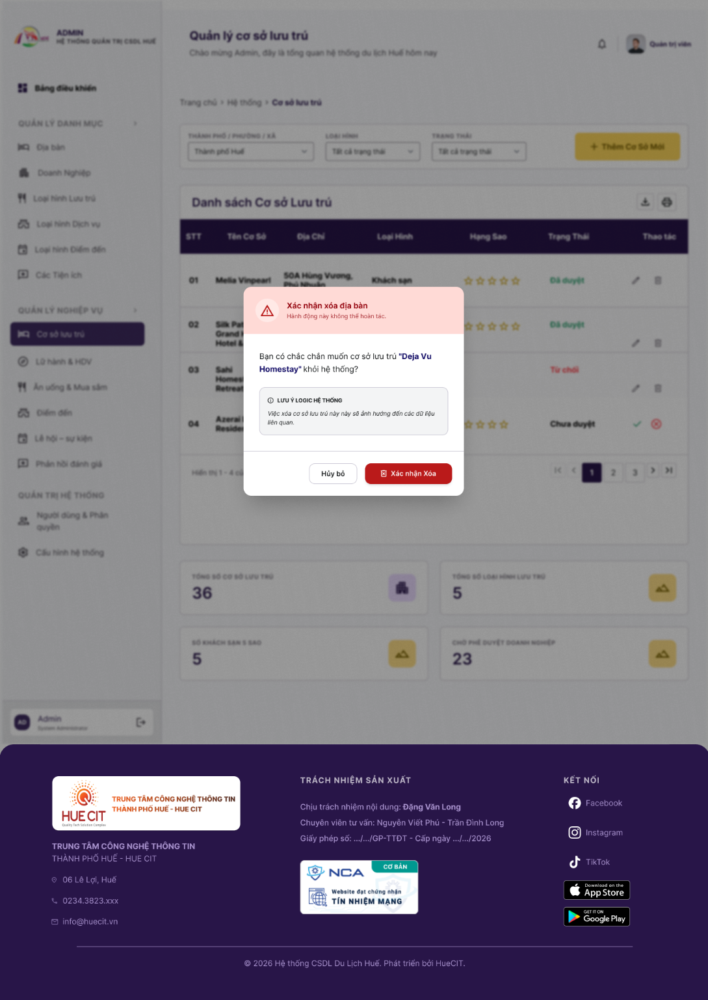 ADMIN
HỆ THỐNG QUẢN TRỊ CSDL HUẾ
Quản lý cơ sở lưu trú
Chào mừng Admin, đây là tổng quan hệ thống du lịch Huế hôm nay
Quản trị viên
Bảng điều khiển
QUẢN LÝ DANH MỤC
Địa bàn
Doanh Nghiệp
Loại hình Lưu trú
Loại hình Dịch vụ
Loại hình Điểm đến
Các Tiện ích
QUẢN LÝ NGHIỆP VỤ
Cơ sở lưu trú
Lữ hành & HDV
Ăn uống & Mua sắm
Điểm đến
Lễ hội – sự kiện
Phản hồi đánh giá
QUẢN TRỊ HỆ THỐNG
Người dùng & Phân
quyền
Cấu hình hệ thống
AD
Admin
System Administrator
Trang chủ › Hệ thống › Cơ sở lưu trú
THÀNH PHỐ / PHƯỜNG / XÃ
Thành phố Huế
LOẠI HÌNH
Tất cả trạng thái
TRẠNG THÁI
Tất cả trạng thái
+ Thêm Cơ Sở Mới
Danh sách Cơ sở Lưu trú
STT Tên Cơ Sở Địa Chỉ Loại Hình Hạng Sao Trạng Thái Thao tác
01 Melia Vinpearl 50A Hùng Vương, Khách sạn Đã duyệt
Phú Nhuận
02 Silk Đã duyệt
Grand
Hotel &
03 Sahi Từ chối
04 Azerai Chưa duyệt
Hiển thị 1 - 4
1 2 3
Xác nhận xóa địa bàn
Hành động này không thể hoàn tác.
Bạn có chắc chắn muốn cơ sở lưu trú "Deja Vu
Homestay" khỏi hệ thống?
LƯU Ý LOGIC HỆ THỐNG
Việc xóa cơ sở lưu trú này này sẽ ảnh hưởng đến các dữ liệu
liên quan.
Hủy bỏ
Xác nhận Xóa
TỔNG SỐ CƠ SỞ LƯU TRÚ
36
TỔNG SỐ LOẠI HÌNH LƯU TRÚ
5
SỐ KHÁCH SẠN 5 SAO
5
CHỜ PHÊ DUYỆT DOANH NGHIỆP
23
HUE CIT
Quality Tech Solution Complex
TRUNG TÂM CÔNG NGHỆ THÔNG TIN
THÀNH PHỐ HUẾ - HUE CIT
TRUNG TÂM CÔNG NGHỆ THÔNG TIN
THÀNH PHỐ HUẾ - HUE CIT
06 Lê Lợi, Huế
0234.3823.xxx
info@huecit.vn
TRÁCH NHIỆM SẢN XUẤT
Chịu trách nhiệm nội dung: Đặng Văn Long
Chuyên viên tư vấn: Nguyễn Viết Phú - Trần Đình Long
Giấy phép số: .../.../GP-TTĐT - Cấp ngày .../.../2026
NCA
CƠ BẢN
Website đạt chứng nhận
TÍN NHIỆM MẠNG
KẾT NỐI
Facebook
Instagram
TikTok
Download on the
App Store
GET IT ON
Google Play
© 2026 Hệ thống CSDL Du Lịch Huế. Phát triển bởi HueCIT.